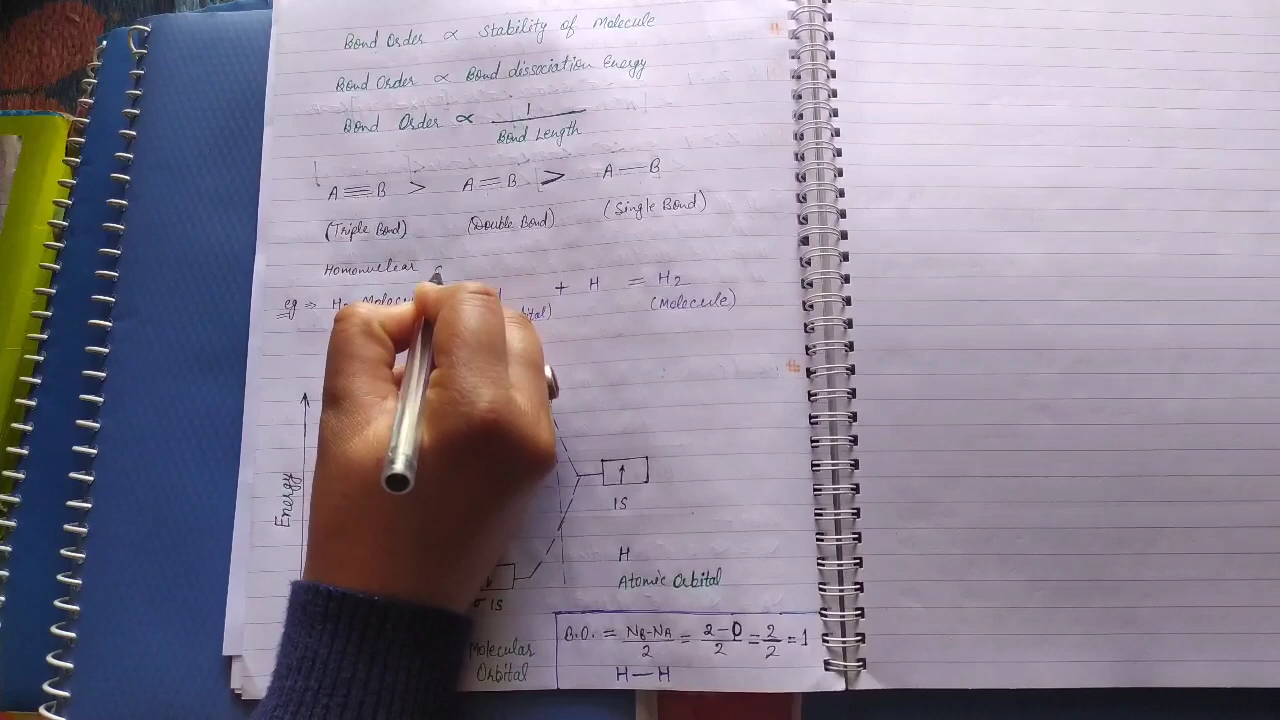 Bond Order ∝ Stability of Molecule
Bond Order ∝ Bond dissociation Energy
Bond Order ∝ 1 / Bond Length
A≡B > A=B > A—B
(Triple Bond) (Double Bond) (Single Bond)
Homonuclear
eg ⇒ + H = H2
(Molecule)
Energy
↑
1S
H
Atomic Orbital
σ 1S
Molecular
Orbital
B.O. = NB-NA / 2 = 2-0 / 2 = 2/2 = 1
H—H